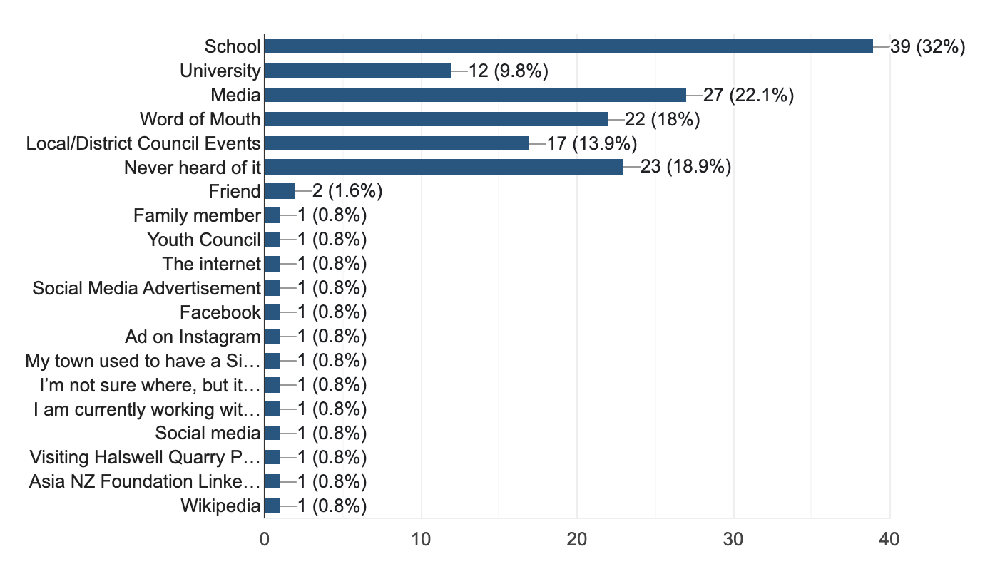 School 39 (32%)
University 12 (9.8%)
Media 27 (22.1%)
Word of Mouth 22 (18%)
Local/District Council Events 17 (13.9%)
Never heard of it 23 (18.9%)
Friend 2 (1.6%)
Family member 1 (0.8%)
Youth Council 1 (0.8%)
The internet 1 (0.8%)
Social Media Advertisement 1 (0.8%)
Facebook 1 (0.8%)
Ad on Instagram 1 (0.8%)
My town used to have a Si… 1 (0.8%)
I’m not sure where, but it… 1 (0.8%)
I am currently working wit… 1 (0.8%)
Social media 1 (0.8%)
Visiting Halswell Quarry P… 1 (0.8%)
Asia NZ Foundation Linke… 1 (0.8%)
Wikipedia 1 (0.8%)
0 10 20 30 40